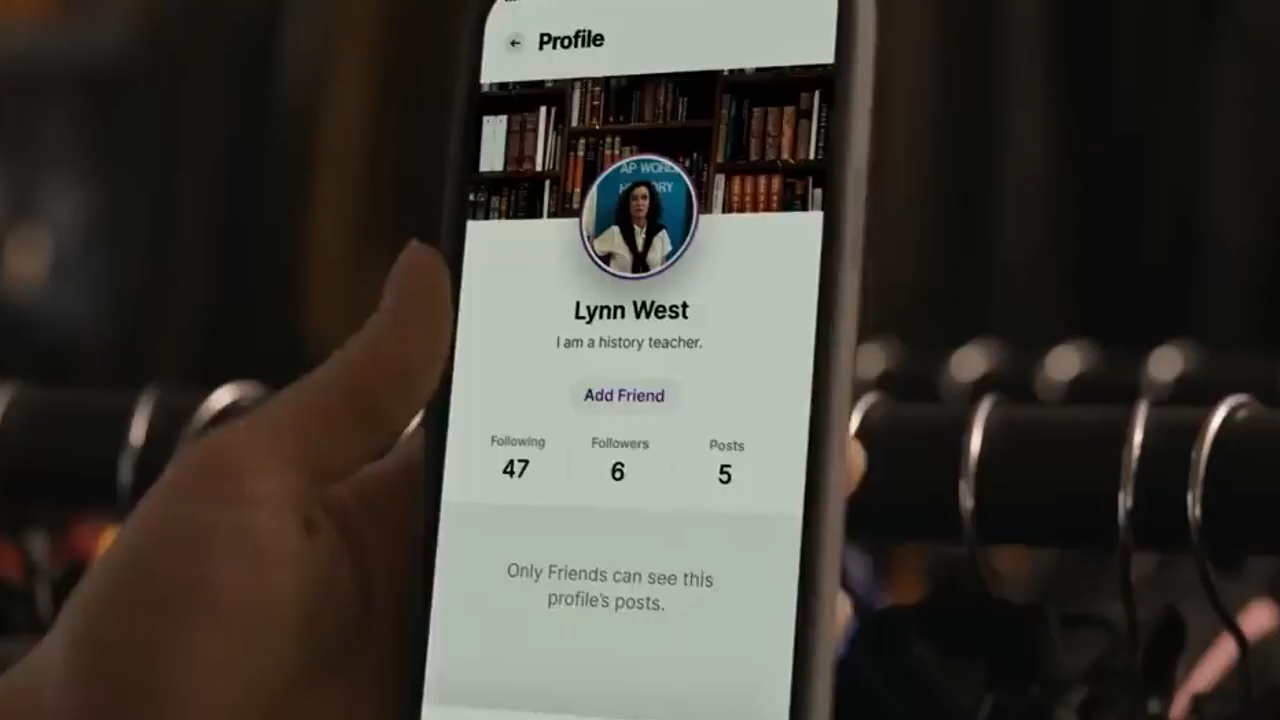 ← Profile
AP WORLD
HISTORY
Lynn West
I am a history teacher.
Add Friend
Following Followers Posts
47 6 5
Only Friends can see this
profile's posts.